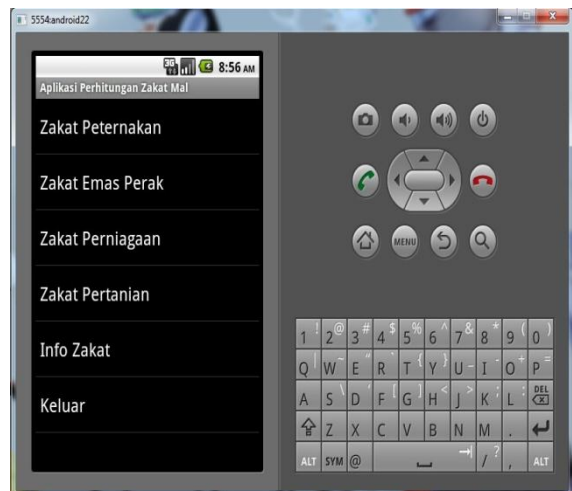 5554:android22
3G 8:56 AM
Aplikasi Perhitungan Zakat Mal
Zakat Peternakan
Zakat Emas Perak
Zakat Perniagaan
Zakat Pertanian
Info Zakat
Keluar
MENU
1 ! 2 @ 3 # 4 $ 5 % 6 ^ 7 & 8 * 9 ( 0 )
Q | W ~ E " R ` T { Y } U _ I - O + P =
A S \ D ' F [ G ] H < J > K ; L : DEL
Z X C V B N M .
ALT SYM @ / ? , ALT